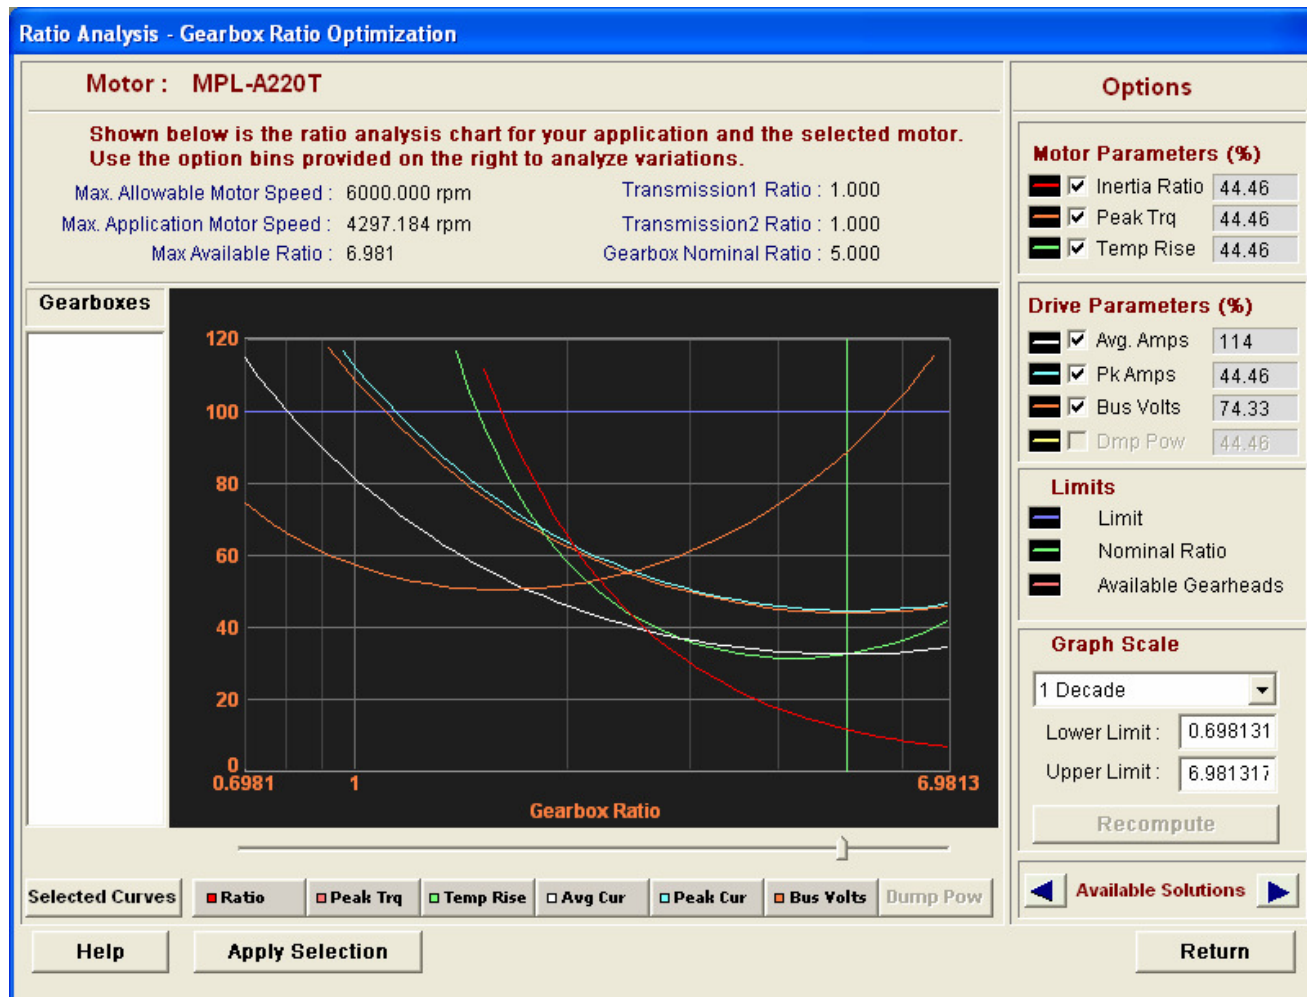 Ratio Analysis - Gearbox Ratio Optimization
Motor : MPL-A220T
Shown below is the ratio analysis chart for your application and the selected motor.
Use the option bins provided on the right to analyze variations.
Max. Allowable Motor Speed : 6000.000 rpm
Transmission1 Ratio : 1.000
Max. Application Motor Speed : 4297.184 rpm
Transmission2 Ratio : 1.000
Max Available Ratio : 6.981
Gearbox Nominal Ratio : 5.000
Gearboxes
120
100
80
60
40
20
0
0.6981 1 6.9813
Gearbox Ratio
Selected Curves Ratio Peak Trq Temp Rise Avg Cur Peak Cur Bus Volts Dump Pow
Help Apply Selection Return
Options
Motor Parameters (%)
Inertia Ratio 44.46
Peak Trq 44.46
Temp Rise 44.46
Drive Parameters (%)
Avg. Amps 114
Pk Amps 44.46
Bus Volts 74.33
Dmp Pow 44.46
Limits
Limit
Nominal Ratio
Available Gearheads
Graph Scale
1 Decade
Lower Limit : 0.698131
Upper Limit : 6.981317
Recompute
Available Solutions